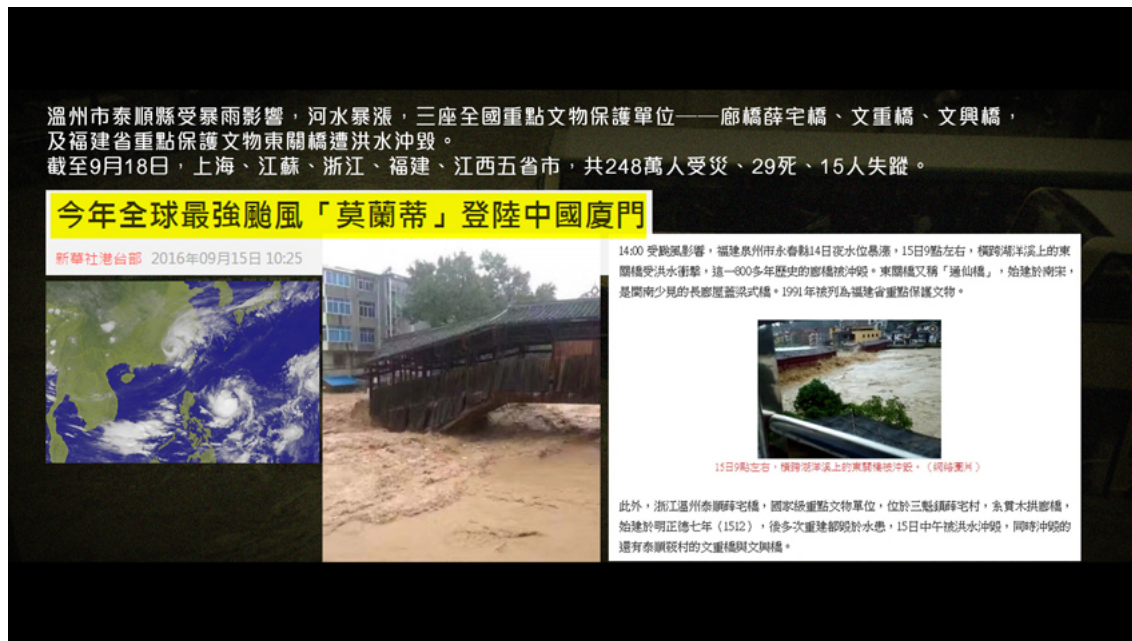 溫州市泰順縣受暴雨影響，河水暴漲，三座全國重點文物保護單位——廊橋薛宅橋、文重橋、文興橋，
及福建省重點保護文物東關橋遭洪水沖毀。
截至9月18日，上海、江蘇、浙江、福建、江西五省市，共248萬人受災、29死、15人失蹤。
今年全球最強颱風「莫蘭蒂」登陸中國廈門
新華社港台部 2016年09月15日 10:25
14:00 受颱風影響，福建泉州市永春縣14日夜水位暴漲，15日9點左右，橫跨湖洋溪上的東
關橋受洪水衝擊，這一800多年歷史的廊橋被沖毀。東關橋又稱「通仙橋」，始建於南宋，
是閩南少見的長廊屋蓋梁式橋。1991年被列為福建省重點保護文物。
15日9點左右，橫跨湖洋溪上的東關橋被沖毀。（網絡圖片）
此外，浙江溫州泰順薛宅橋，國家級重點文物單位，位於三魁鎮薛宅村，系貫木拱廊橋，
始建於明正德七年（1512），後多次重建都毀於水患，15日中午被洪水沖毀，同時沖毀的
還有泰順筱村的文重橋與文興橋。